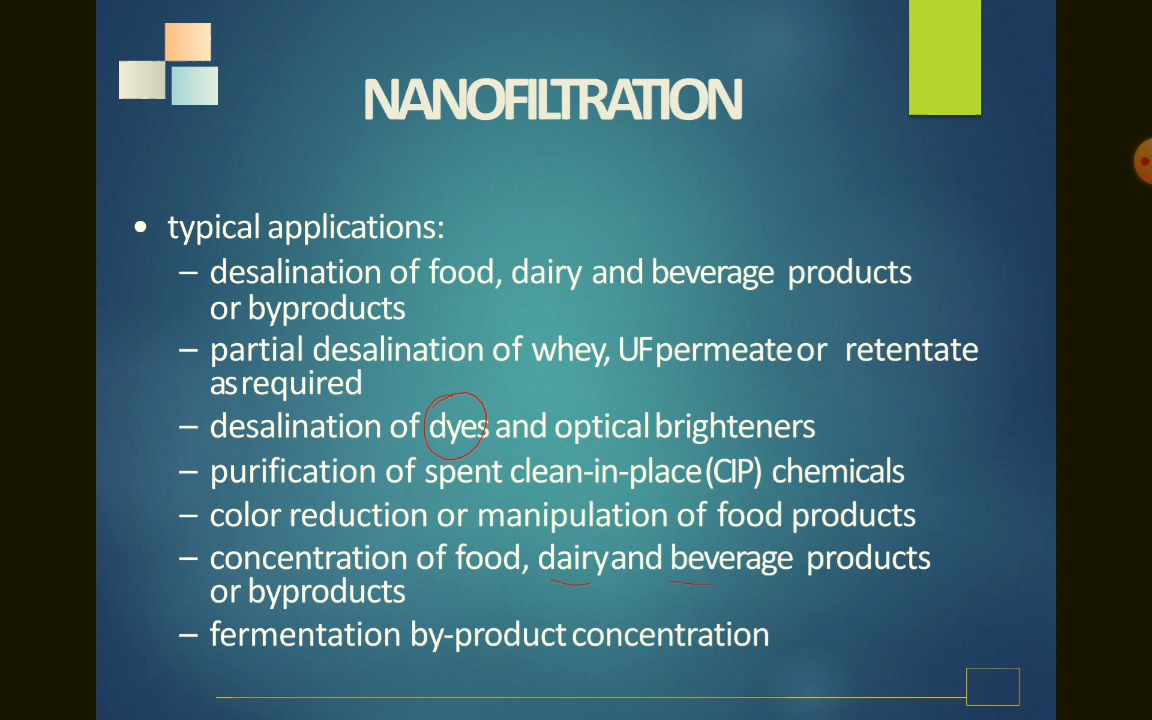 NANOFILTRATION
• typical applications:
– desalination of food, dairy and beverage products
or byproducts
– partial desalination of whey, UF permeate or retentate
as required
– desalination of dyes and optical brighteners
– purification of spent clean-in-place (CIP) chemicals
– color reduction or manipulation of food products
– concentration of food, dairy and beverage products
or byproducts
– fermentation by-product concentration